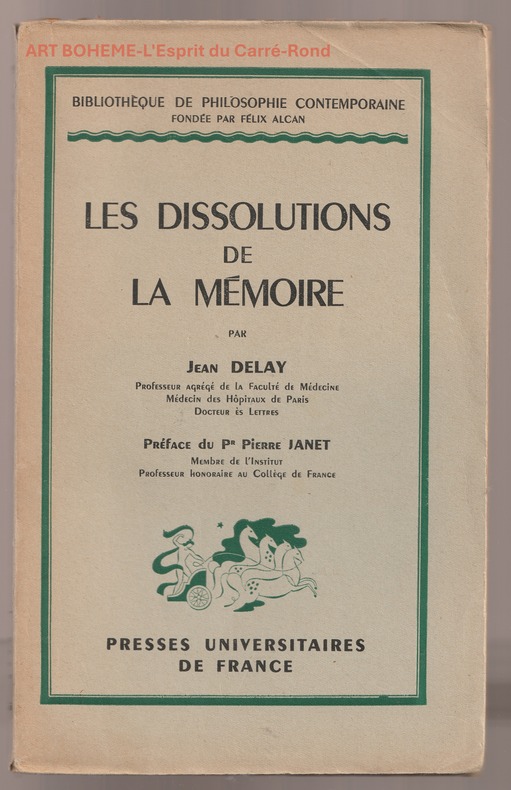 ART BOHEME-L'Esprit du Carré-Rond
BIBLIOTHÈQUE DE PHILOSOPHIE CONTEMPORAINE
FONDÉE PAR FÉLIX ALCAN
LES DISSOLUTIONS
DE
LA MÉMOIRE
PAR
Jean DELAY
Professeur agrégé de la Faculté de Médecine
Médecin des Hôpitaux de Paris
Docteur ès Lettres
Préface du Pr Pierre JANET
Membre de l'Institut
Professeur honoraire au Collège de France
PRESSES UNIVERSITAIRES
DE FRANCE